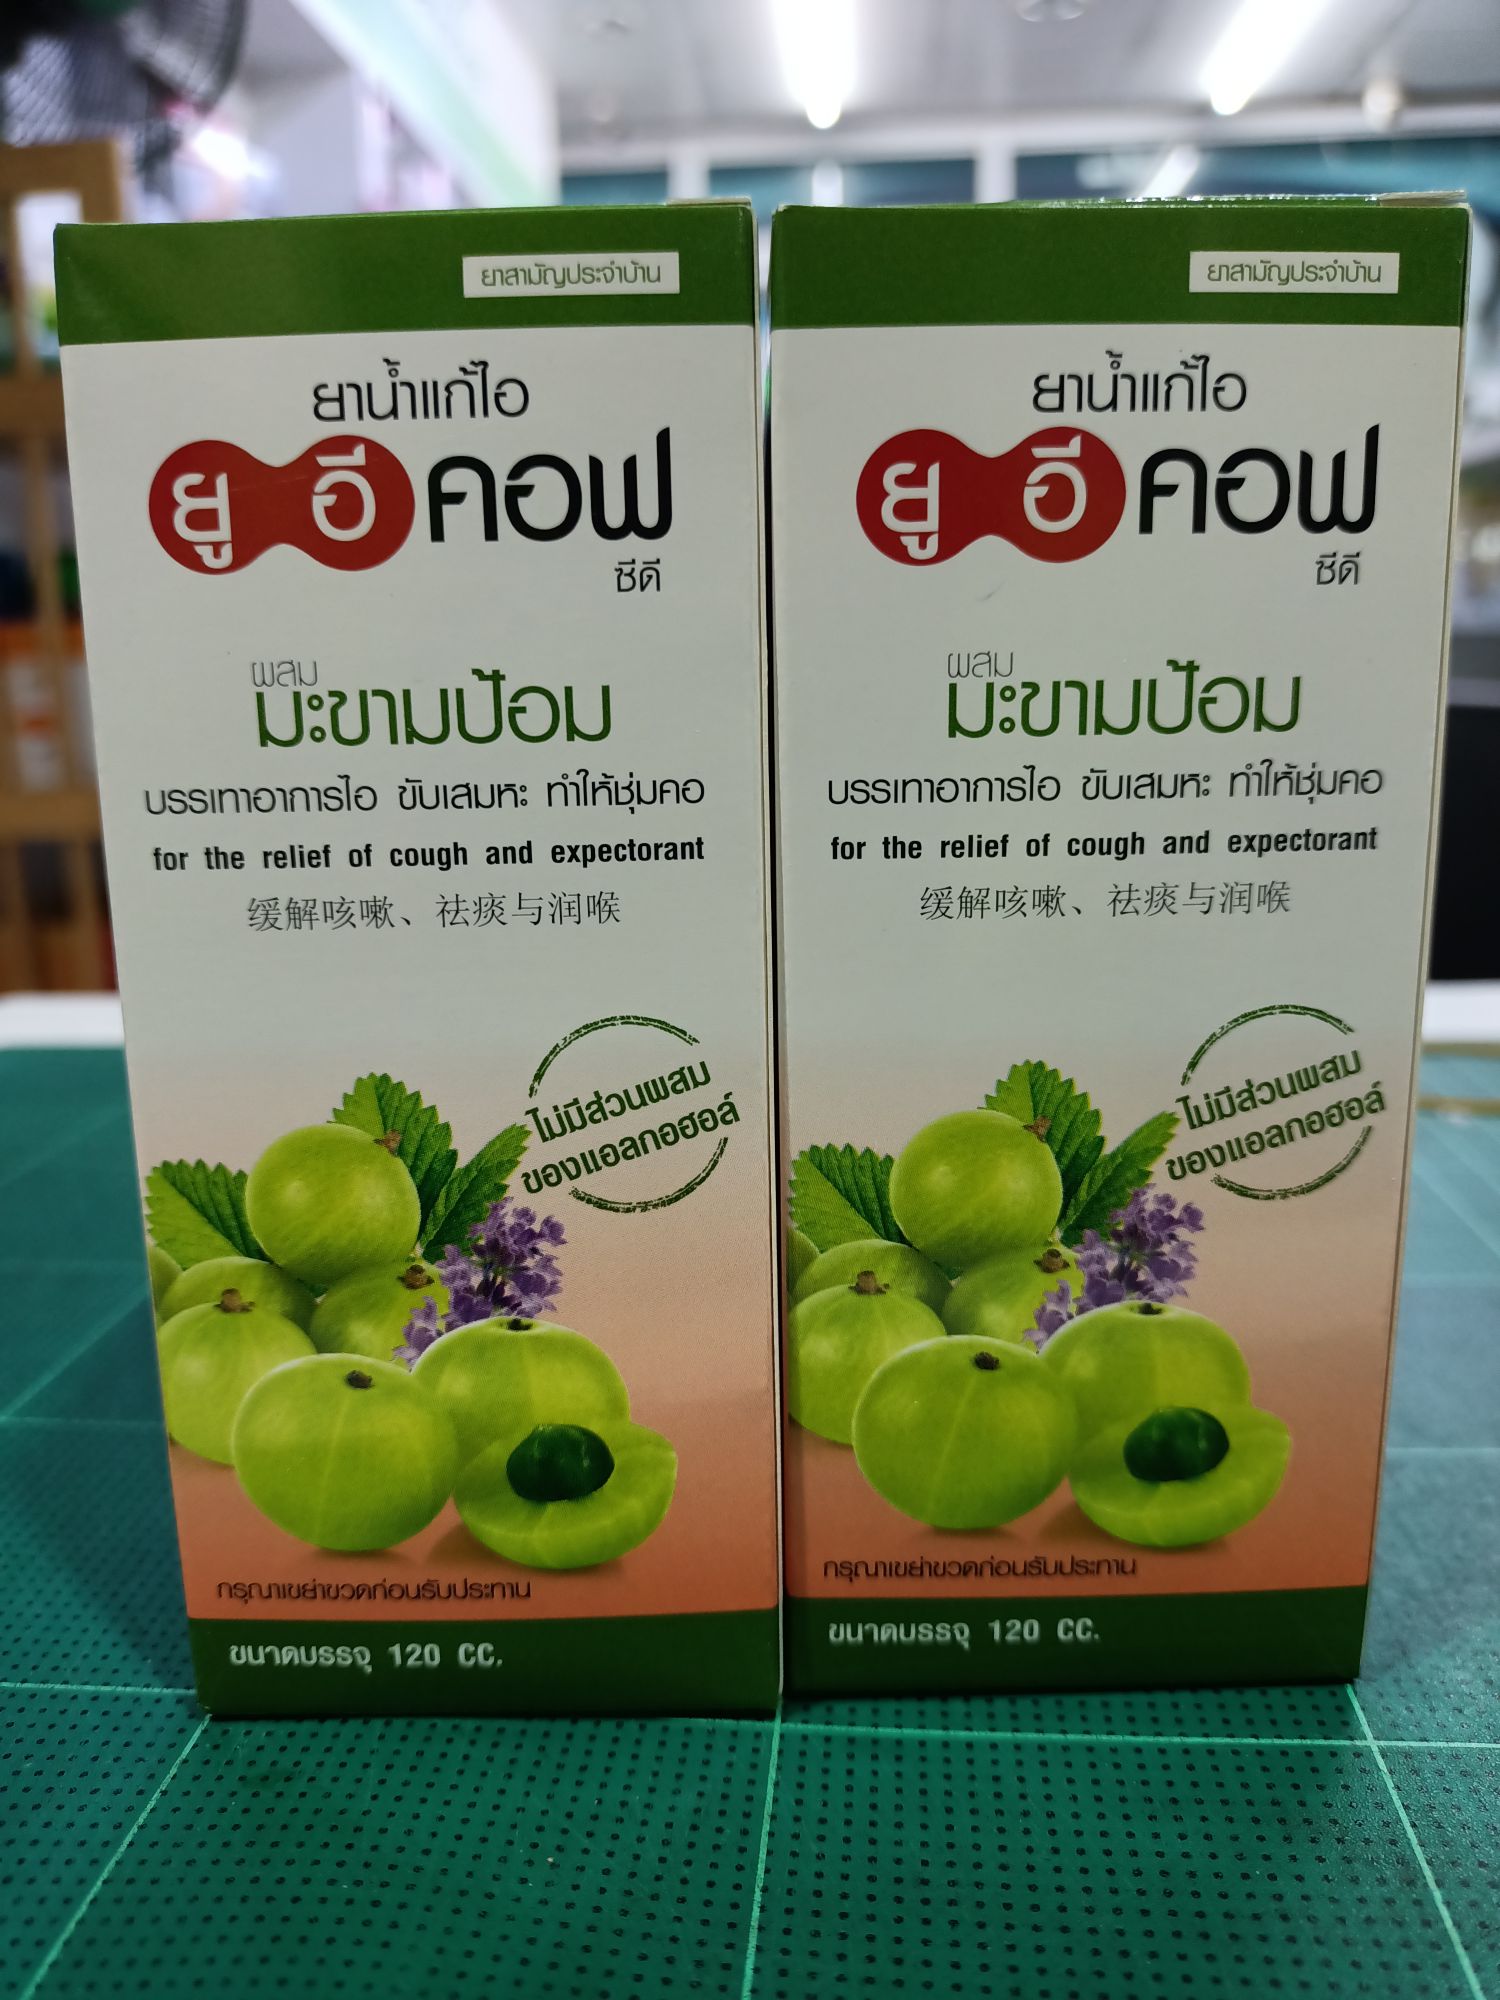 ยาสามัญประจำบ้าน
ยาน้ำแก้ไอ
ยู อี คอฟ
ซีดี
ผสม
มะขามป้อม
บรรเทาอาการไอ ขับเสมหะ ทำให้ชุ่มคอ
for the relief of cough and expectorant
缓解咳嗽、祛痰与润喉
ไม่มีส่วนผสม
ของแอลกอฮอล์
กรุณาเขย่าขวดก่อนรับประทาน
ขนาดบรรจุ 120 CC.
ยาสามัญประจำบ้าน
ยาน้ำแก้ไอ
ยู อี คอฟ
ซีดี
ผสม
มะขามป้อม
บรรเทาอาการไอ ขับเสมหะ ทำให้ชุ่มคอ
for the relief of cough and expectorant
缓解咳嗽、祛痰与润喉
ไม่มีส่วนผสม
ของแอลกอฮอล์
กรุณาเขย่าขวดก่อนรับประทาน
ขนาดบรรจุ 120 CC.